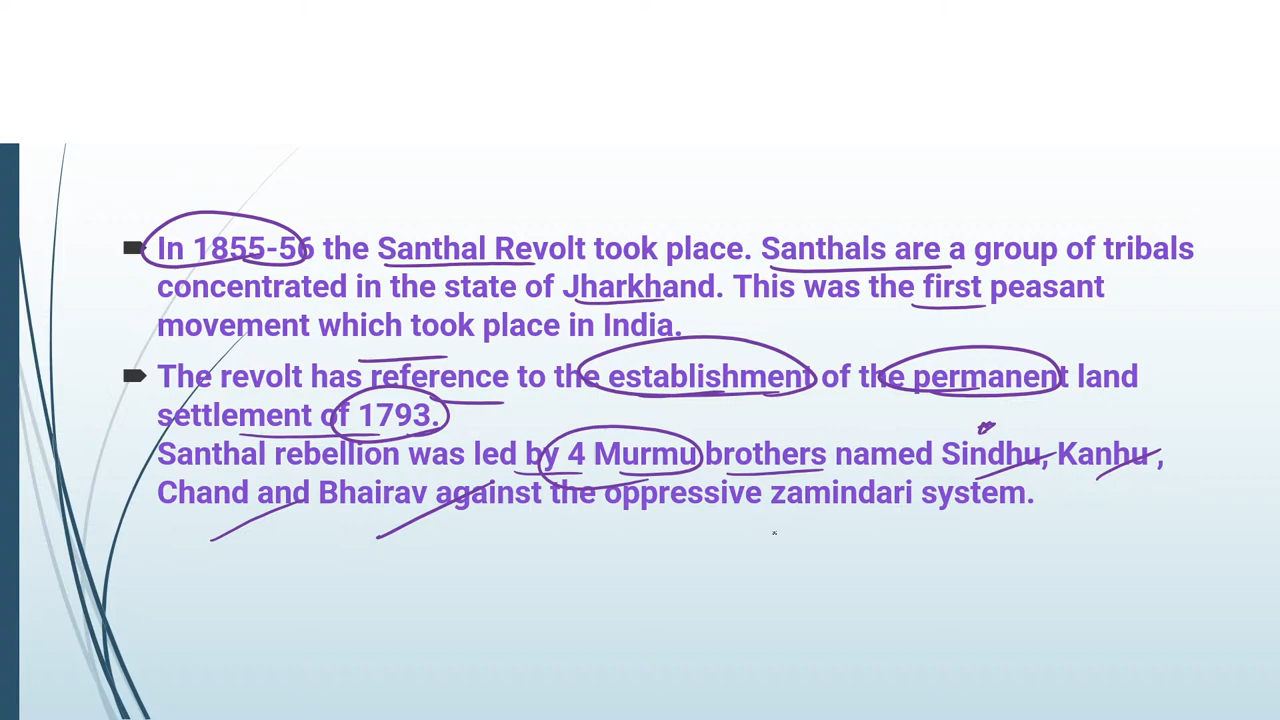 In 1855-56 the Santhal Revolt took place. Santhals are a group of tribals
concentrated in the state of Jharkhand. This was the first peasant
movement which took place in India.
The revolt has reference to the establishment of the permanent land
settlement of 1793.
Santhal rebellion was led by 4 Murmu brothers named Sindhu, Kanhu ,
Chand and Bhairav against the oppressive zamindari system.